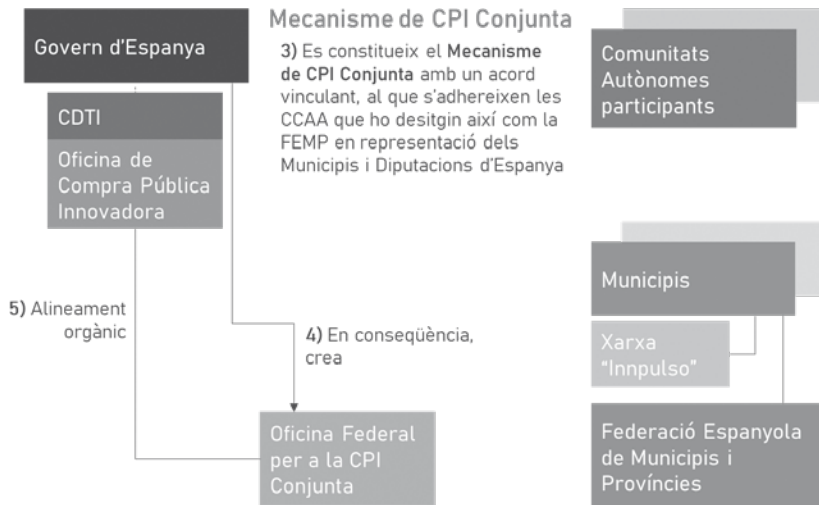 Mecanisme de CPI Conjunta
Govern d'Espanya
3) Es constitueix el Mecanisme
de CPI Conjunta amb un acord
vinculant, al que s'adhereixen les
CCAA que ho desitgin així com la
FEMP en representació dels
Municipis i Diputacions d'Espanya
Comunitats
Autònomes
participants
CDTI
Oficina de
Compra Pública
Innovadora
Municipis
5) Alineament
orgànic
4) En conseqüència,
crea
Xarxa
"Innpulso"
Oficina Federal
per a la CPI
Conjunta
Federació Espanyola
de Municipis i
Províncies